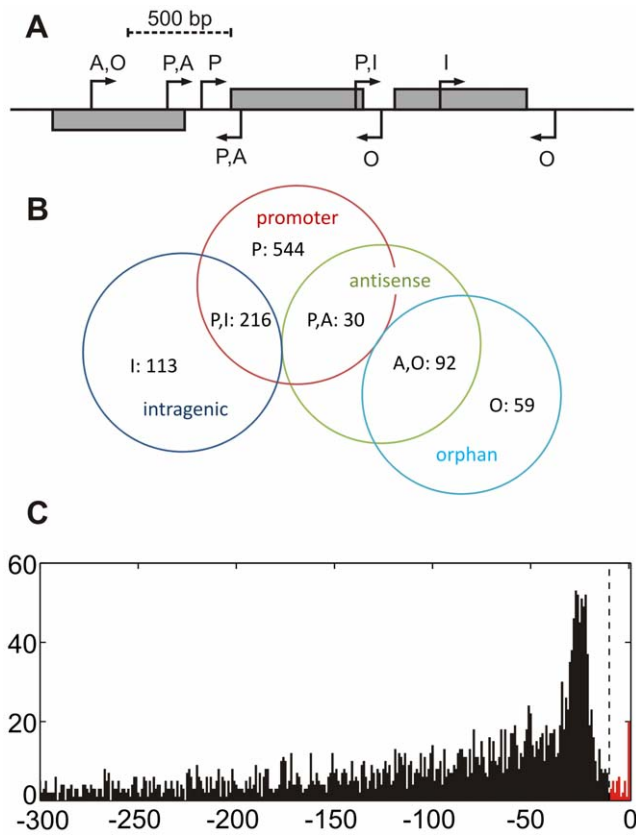 A
500 bp
A,O
P,A
P
P,I
I
P,A
O
O
B
promoter
P: 544
antisense
P,I: 216
P,A: 30
A,O: 92
I: 113
O: 59
intragenic
orphan
C
60
40
20
0
-300
-250
-200
-150
-100
-50
0